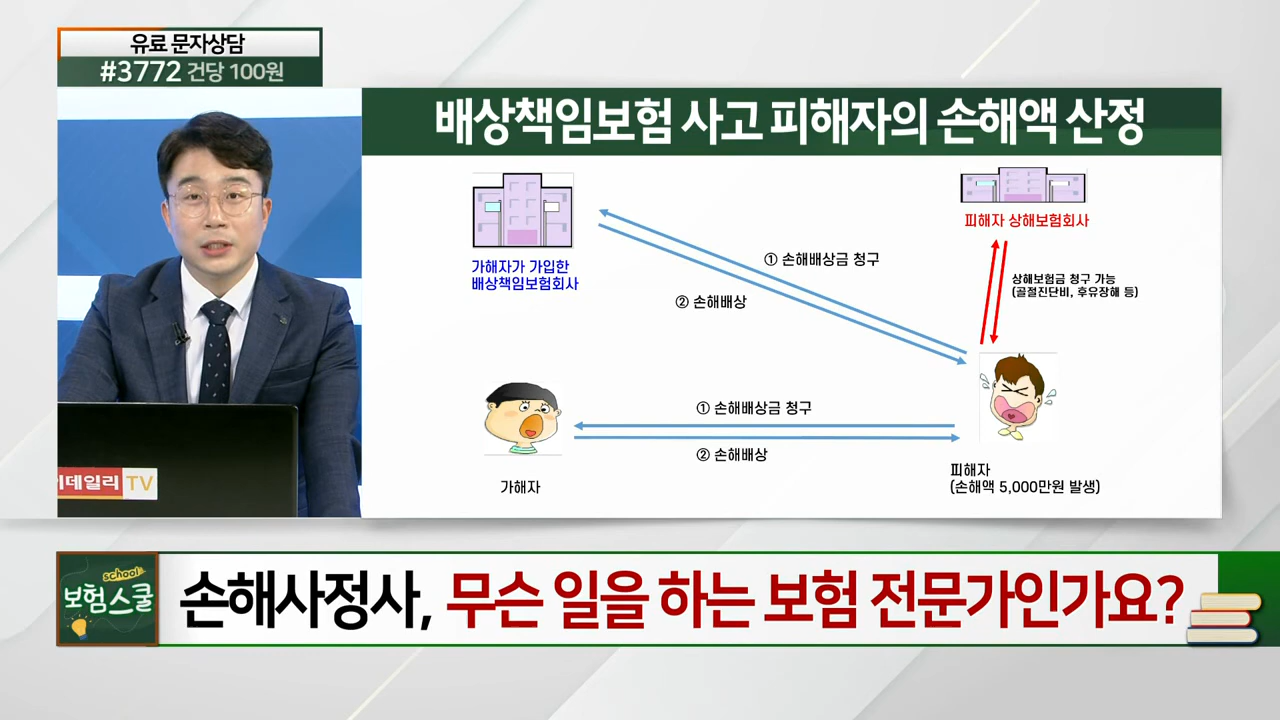 유료 문자상담
#3772 건당 100원
배상책임보험 사고 피해자의 손해액 산정
가해자가 가입한
배상책임보험회사
피해자 상해보험회사
① 손해배상금 청구
② 손해배상
상해보험금 청구 가능
(골절진단비, 후유장해 등)
① 손해배상금 청구
② 손해배상
가해자
피해자
(손해액 5,000만원 발생)
이데일리 TV
school
보험스쿨
손해사정사, 무슨 일을 하는 보험 전문가인가요?